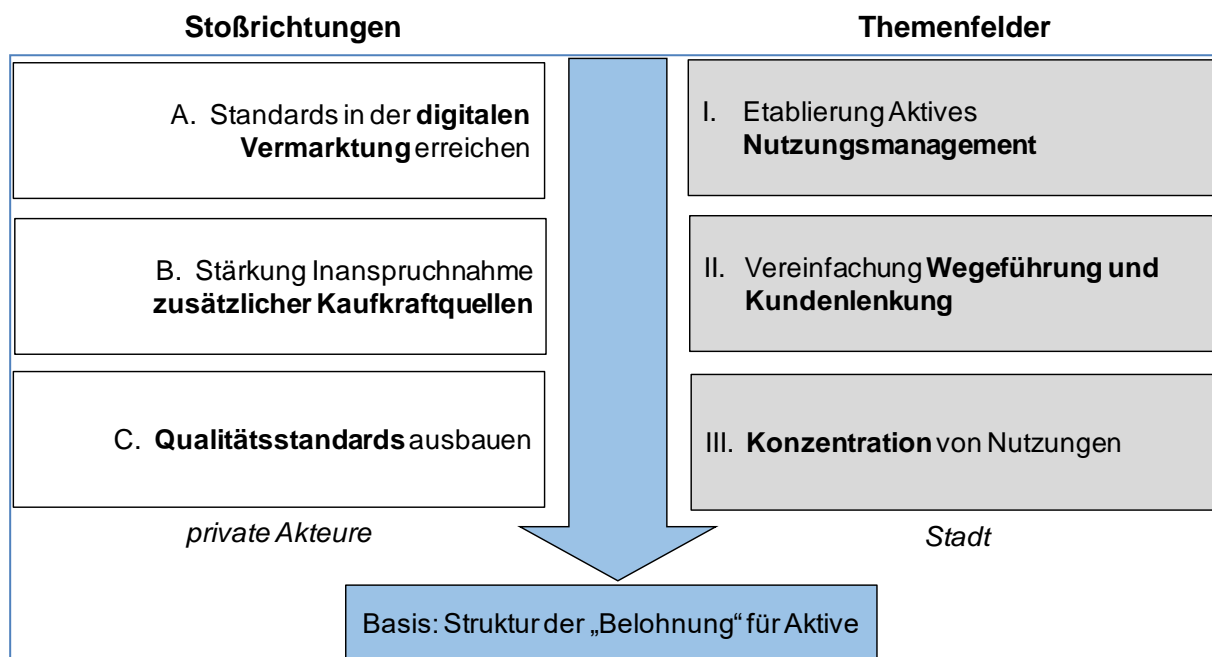 Stoßrichtungen
A. Standards in der digitalen
Vermarktung erreichen
B. Stärkung Inanspruchnahme
zusätzlicher Kaufkraftquellen
C. Qualitätsstandards ausbauen
private Akteure
Themenfelder
I. Etablierung Aktives
Nutzungsmanagement
II. Vereinfachung Wegeführung und
Kundenlenkung
III. Konzentration von Nutzungen
Stadt
Basis: Struktur der „Belohnung“ für Aktive